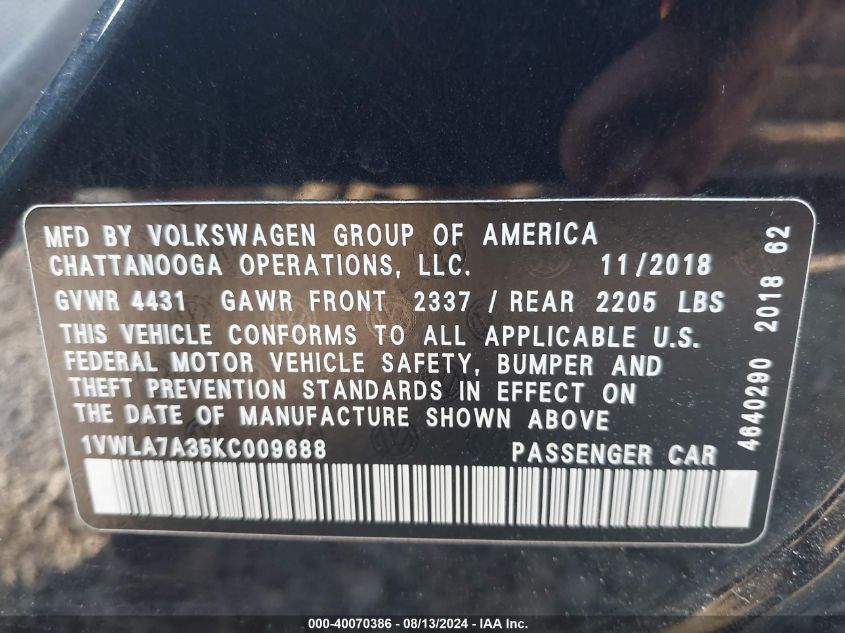 MFD BY VOLKSWAGEN GROUP OF AMERICA
CHATTANOOGA OPERATIONS, LLC. 11/2018
GVWR 4431 GAWR FRONT 2337 / REAR 2205 LBS
THIS VEHICLE CONFORMS TO ALL APPLICABLE U.S.
FEDERAL MOTOR VEHICLE SAFETY, BUMPER AND
THEFT PREVENTION STANDARDS IN EFFECT ON
THE DATE OF MANUFACTURE SHOWN ABOVE
1VWLA7A35KC009688 PASSENGER CAR
4640290 2018 62
000-40070386 - 08/13/2024 - IAA Inc.